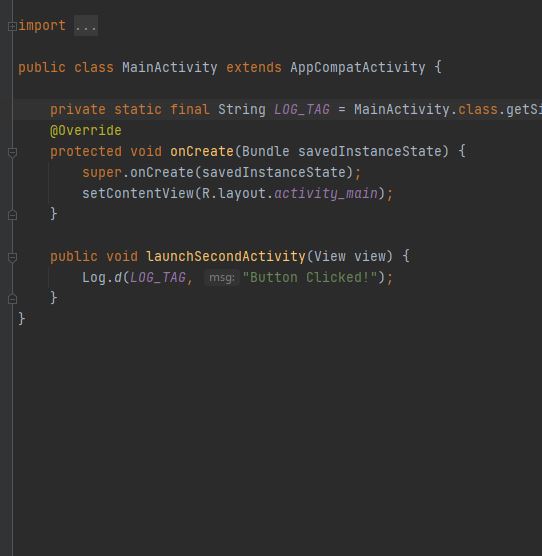 import ...
public class MainActivity extends AppCompatActivity {
private static final String LOG_TAG = MainActivity.class.getSi
@Override
protected void onCreate(Bundle savedInstanceState) {
super.onCreate(savedInstanceState);
setContentView(R.layout.activity_main);
}
public void launchSecondActivity(View view) {
Log.d(LOG_TAG, msg: "Button Clicked!");
}
}